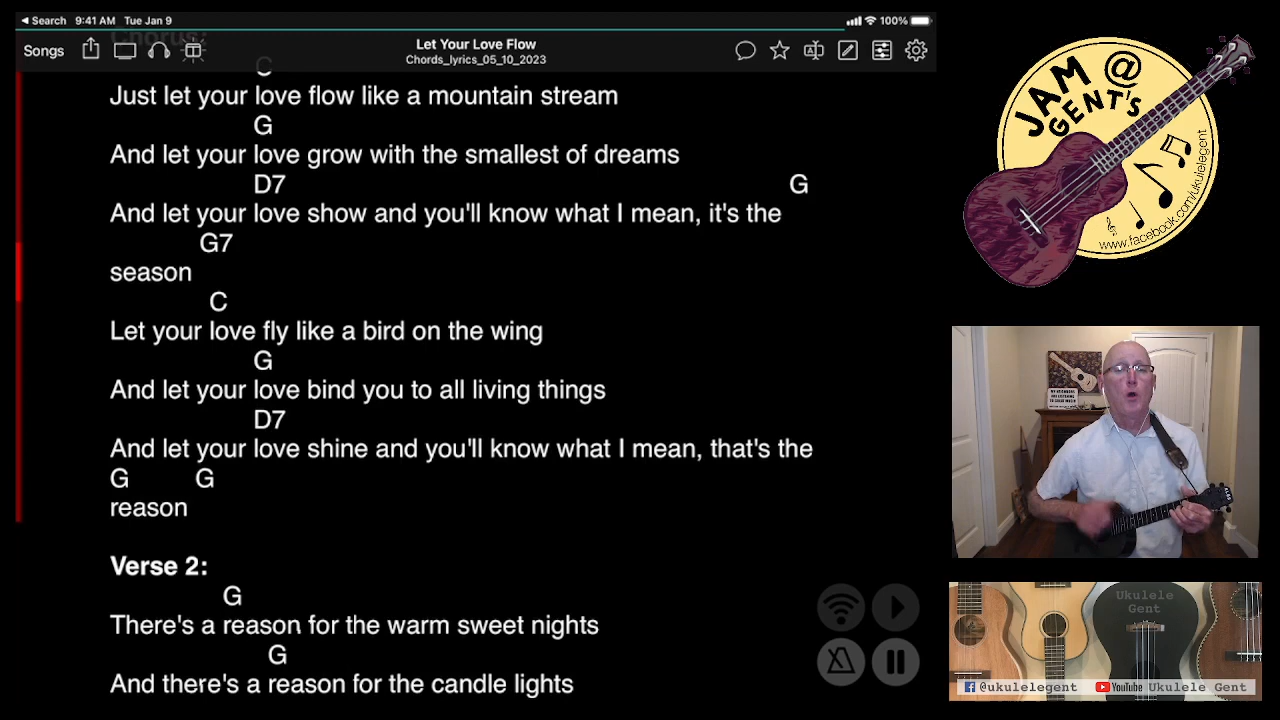 Search 9:41 AM Tue Jan 9 100%
Chorus:
Songs
Let Your Love Flow
Chords_lyrics_05_10_2023
C
Just let your love flow like a mountain stream
G
And let your love grow with the smallest of dreams
D7 G
And let your love show and you'll know what I mean, it's the
G7
season
C
Let your love fly like a bird on the wing
G
And let your love bind you to all living things
D7
And let your love shine and you'll know what I mean, that's the
G G
reason
Verse 2:
G
There's a reason for the warm sweet nights
G
And there's a reason for the candle lights
JAM @
GENT'S
www.facebook.com/ukulelegent
Ukulele
Gent
@ukulelegent YouTube Ukulele Gent